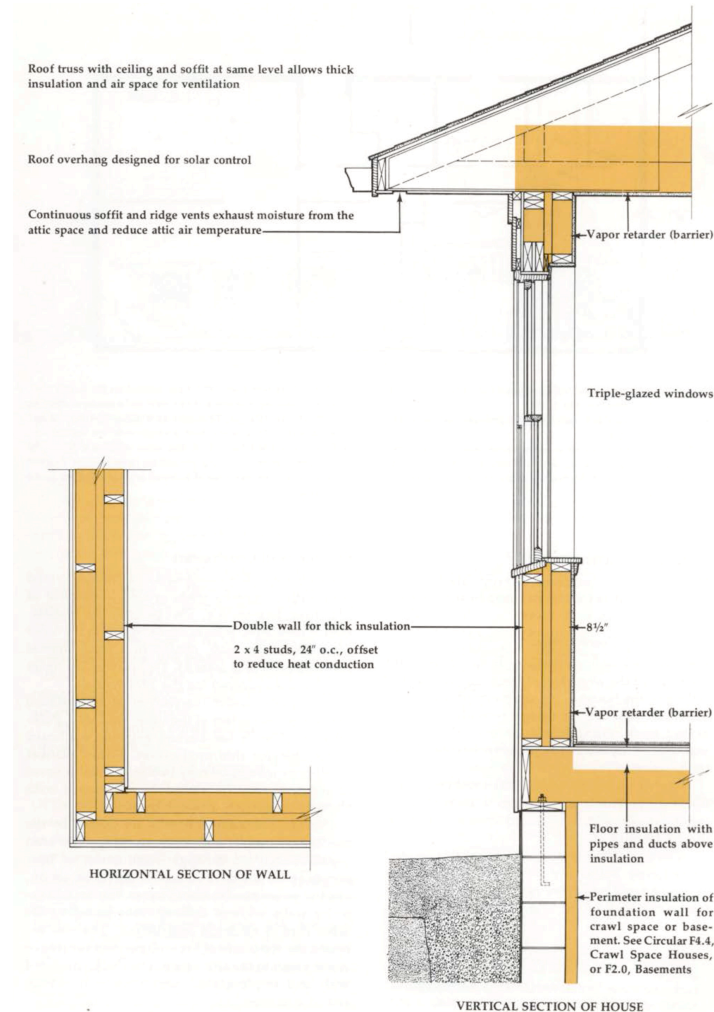 Roof truss with ceiling and soffit at same level allows thick
insulation and air space for ventilation
Roof overhang designed for solar control
Continuous soffit and ridge vents exhaust moisture from the
attic space and reduce attic air temperature
Vapor retarder (barrier)
Triple-glazed windows
Double wall for thick insulation
2 x 4 studs, 24" o.c., offset
to reduce heat conduction
8½"
Vapor retarder (barrier)
Floor insulation with
pipes and ducts above
insulation
HORIZONTAL SECTION OF WALL
Perimeter insulation of
foundation wall for
crawl space or base-
ment. See Circular F4.4,
Crawl Space Houses,
or F2.0, Basements
VERTICAL SECTION OF HOUSE